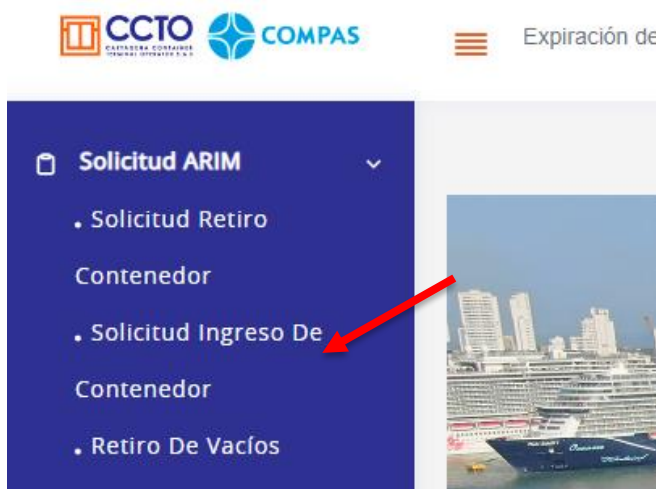 CCTO
CARTAGENA CONTAINER
TERMINAL OPERATOR S.A.S
COMPAS
Expiración de
Solicitud ARIM
. Solicitud Retiro
Contenedor
. Solicitud Ingreso De
Contenedor
. Retiro De Vacíos